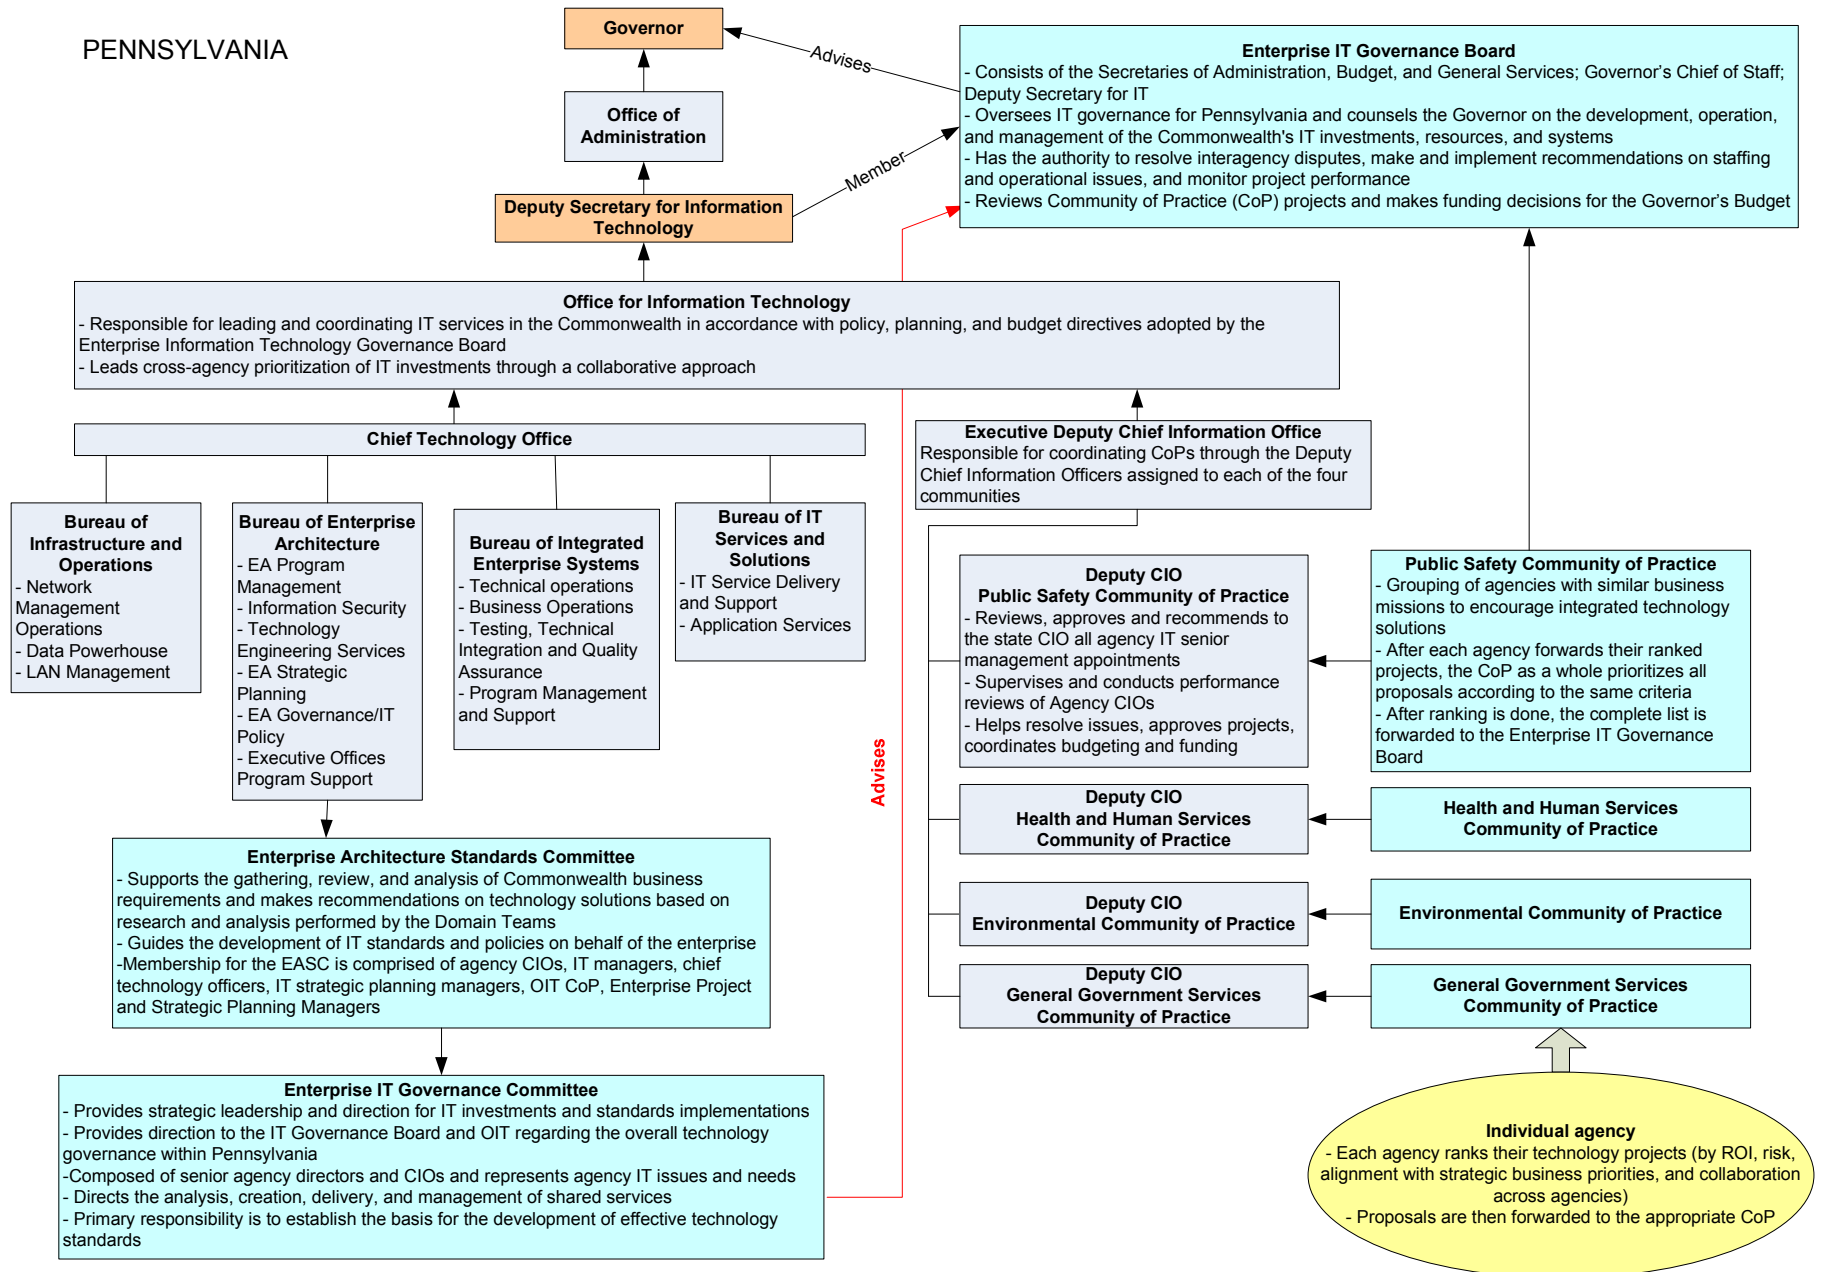 PENNSYLVANIA
Governor
Advises
Office of
Administration
Member
Deputy Secretary for Information
Technology
Enterprise IT Governance Board
- Consists of the Secretaries of Administration, Budget, and General Services; Governor's Chief of Staff;
Deputy Secretary for IT
- Oversees IT governance for Pennsylvania and counsels the Governor on the development, operation,
and management of the Commonwealth's IT investments, resources, and systems
- Has the authority to resolve interagency disputes, make and implement recommendations on staffing
and operational issues, and monitor project performance
- Reviews Community of Practice (CoP) projects and makes funding decisions for the Governor's Budget
Office for Information Technology
- Responsible for leading and coordinating IT services in the Commonwealth in accordance with policy, planning, and budget directives adopted by the
Enterprise Information Technology Governance Board
- Leads cross-agency prioritization of IT investments through a collaborative approach
Chief Technology Office
Executive Deputy Chief Information Office
Responsible for coordinating CoPs through the Deputy
Chief Information Officers assigned to each of the four
communities
Bureau of
Infrastructure and
Operations
- Network
Management
Operations
- Data Powerhouse
- LAN Management
Bureau of Enterprise
Architecture
- EA Program
Management
- Information Security
- Technology
Engineering Services
- EA Strategic
Planning
- EA Governance/IT
Policy
- Executive Offices
Program Support
Bureau of Integrated
Enterprise Systems
- Technical operations
- Business Operations
- Testing, Technical
Integration and Quality
Assurance
- Program Management
and Support
Bureau of IT
Services and
Solutions
- IT Service Delivery
and Support
- Application Services
Deputy CIO
Public Safety Community of Practice
- Reviews, approves and recommends to
the state CIO all agency IT senior
management appointments
- Supervises and conducts performance
reviews of Agency CIOs
- Helps resolve issues, approves projects,
coordinates budgeting and funding
Public Safety Community of Practice
- Grouping of agencies with similar business
missions to encourage integrated technology
solutions
- After each agency forwards their ranked
projects, the CoP as a whole prioritizes all
proposals according to the same criteria
- After ranking is done, the complete list is
forwarded to the Enterprise IT Governance
Board
Advises
Deputy CIO
Health and Human Services
Community of Practice
Health and Human Services
Community of Practice
Deputy CIO
Environmental Community of Practice
Environmental Community of Practice
Deputy CIO
General Government Services
Community of Practice
General Government Services
Community of Practice
Enterprise Architecture Standards Committee
- Supports the gathering, review, and analysis of Commonwealth business
requirements and makes recommendations on technology solutions based on
research and analysis performed by the Domain Teams
- Guides the development of IT standards and policies on behalf of the enterprise
-Membership for the EASC is comprised of agency CIOs, IT managers, chief
technology officers, IT strategic planning managers, OIT CoP, Enterprise Project
and Strategic Planning Managers
Enterprise IT Governance Committee
- Provides strategic leadership and direction for IT investments and standards implementations
- Provides direction to the IT Governance Board and OIT regarding the overall technology
governance within Pennsylvania
-Composed of senior agency directors and CIOs and represents agency IT issues and needs
- Directs the analysis, creation, delivery, and management of shared services
- Primary responsibility is to establish the basis for the development of effective technology
standards
Individual agency
- Each agency ranks their technology projects (by ROI, risk,
alignment with strategic business priorities, and collaboration
across agencies)
- Proposals are then forwarded to the appropriate CoP